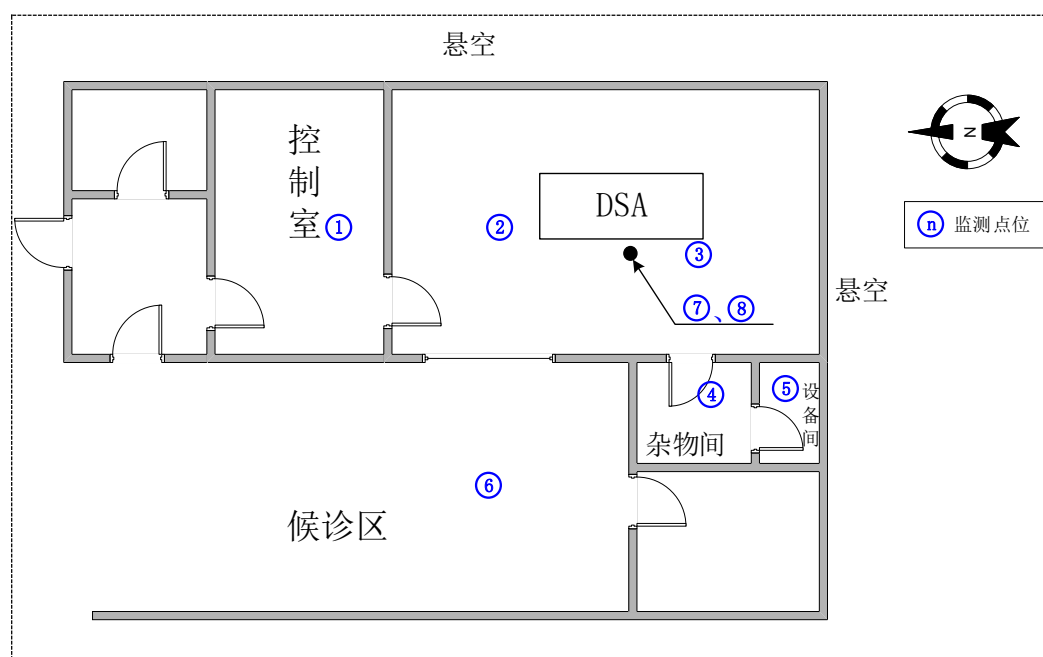 悬空
控制室
DSA
N
①
②
③
n 监测点位
悬空
⑦、⑧
④
⑤
设备间
杂物间
⑥
候诊区